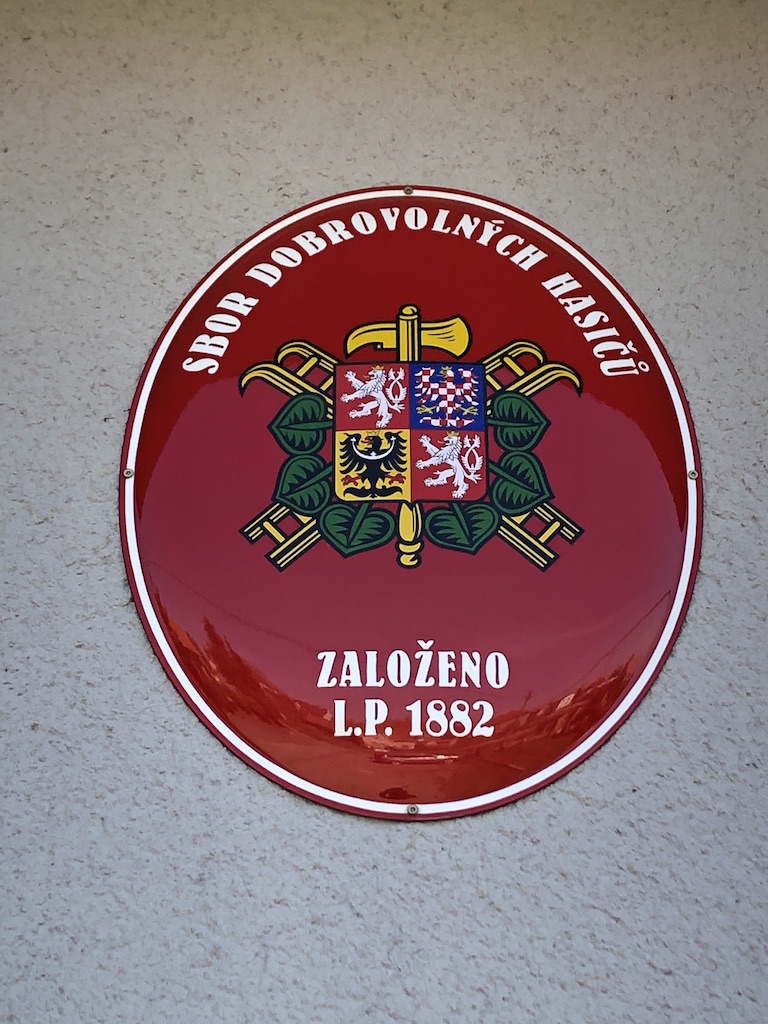 SBOR DOBROVOLNÝCH HASIČŮ
ZALOŽENO
L.P. 1882